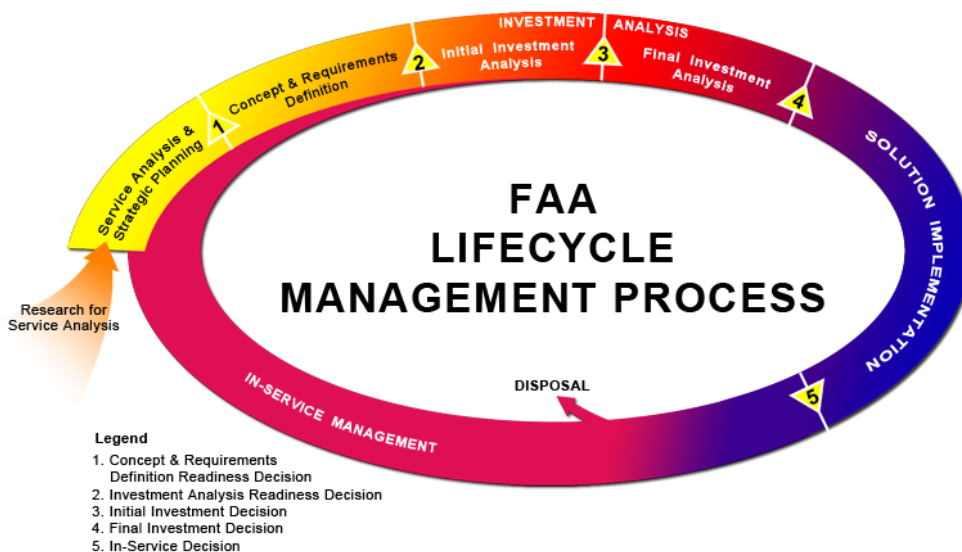 INVESTMENT ANALYSIS
Initial Investment
Analysis
Final Investment
Analysis
Concept & Requirements
Definition
Service Analysis &
Strategic Planning
1
2
3
4
5
SOLUTION IMPLEMENTATION
FAA
LIFECYCLE
MANAGEMENT PROCESS
Research for
Service Analysis
DISPOSAL
IN-SERVICE MANAGEMENT
Legend
1. Concept & Requirements
Definition Readiness Decision
2. Investment Analysis Readiness Decision
3. Initial Investment Decision
4. Final Investment Decision
5. In-Service Decision